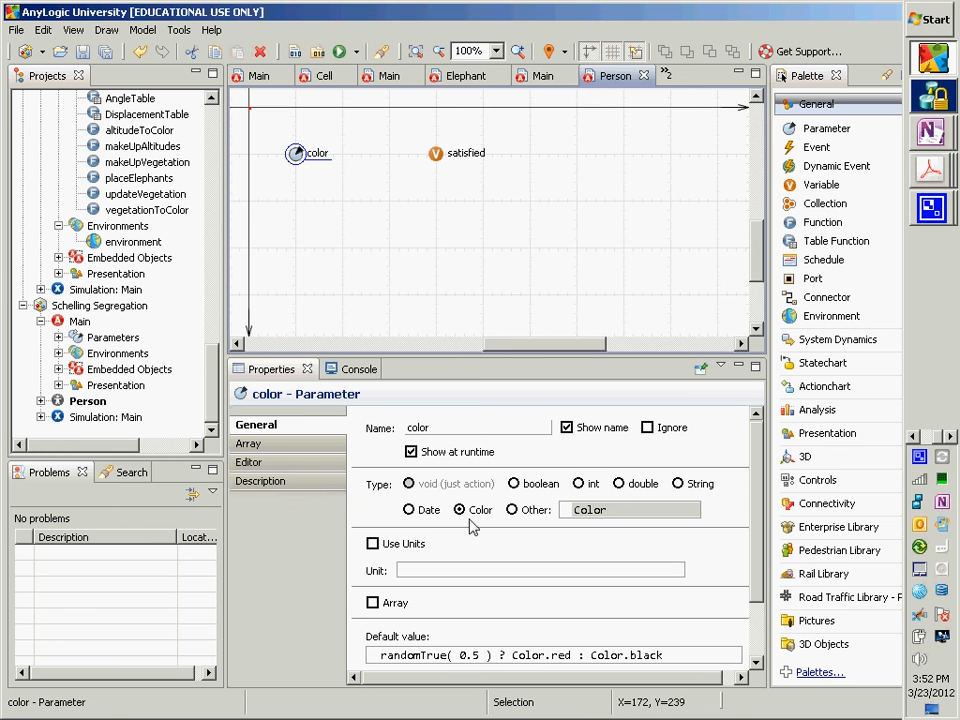 AnyLogic University [EDUCATIONAL USE ONLY]
File Edit View Draw Model Tools Help
100% Get Support...
Projects
AngleTable
DisplacementTable
altitudeToColor
makeUpAltitudes
makeUpVegetation
placeElephants
updateVegetation
vegetationToColor
Environments
environment
Embedded Objects
Presentation
Simulation: Main
Schelling Segregation
Main
Parameters
Environments
Embedded Objects
Presentation
Person
Simulation: Main
Problems Search
No problems
Description Locat...
Main Cell Main Elephant Main Person »2
color
V satisfied
Properties Console
color - Parameter
General
Array
Editor
Description
Name: color Show name Ignore
Show at runtime
Type: void (just action) boolean int double String
Date Color Other: Color
Use Units
Unit:
Array
Default value:
randomTrue( 0.5 ) ? Color.red : Color.black
Palette
General
Parameter
Event
Dynamic Event
Variable
Collection
Function
Table Function
Schedule
Port
Connector
Environment
System Dynamics
Statechart
Actionchart
Analysis
Presentation
3D
Controls
Connectivity
Enterprise Library
Pedestrian Library
Rail Library
Road Traffic Library - P
Pictures
3D Objects
Palettes...
color - Parameter Selection X=172, Y=239
Start
3:52 PM
3/23/2012